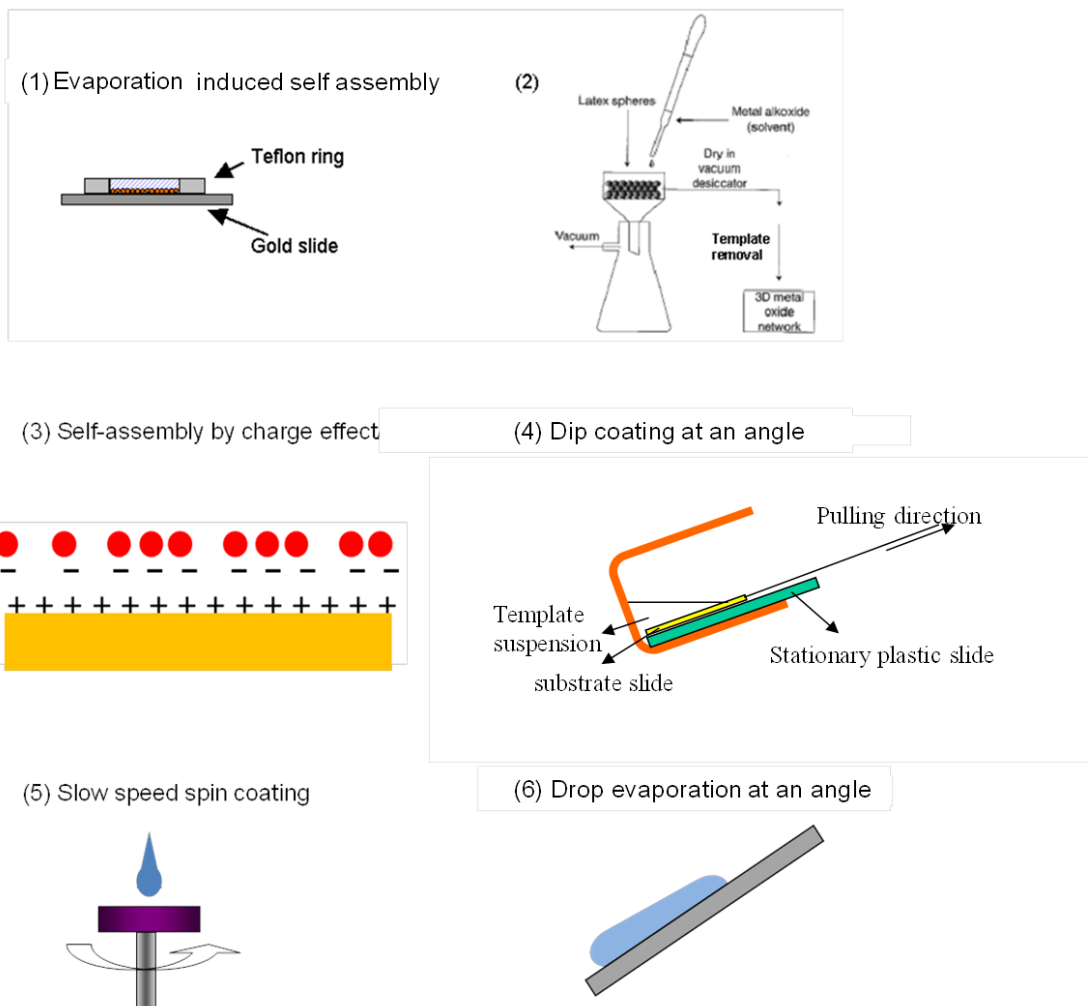 (1) Evaporation induced self assembly
Teflon ring
Gold slide
(2)
Latex spheres
Metal alkoxide
(solvent)
Dry in
vacuum
desiccator
Vacuum
Template
removal
3D metal
oxide
network
(3) Self-assembly by charge effect/
(4) Dip coating at an angle
Pulling direction
Template
suspension
Stationary plastic slide
substrate slide
(5) Slow speed spin coating
(6) Drop evaporation at an angle